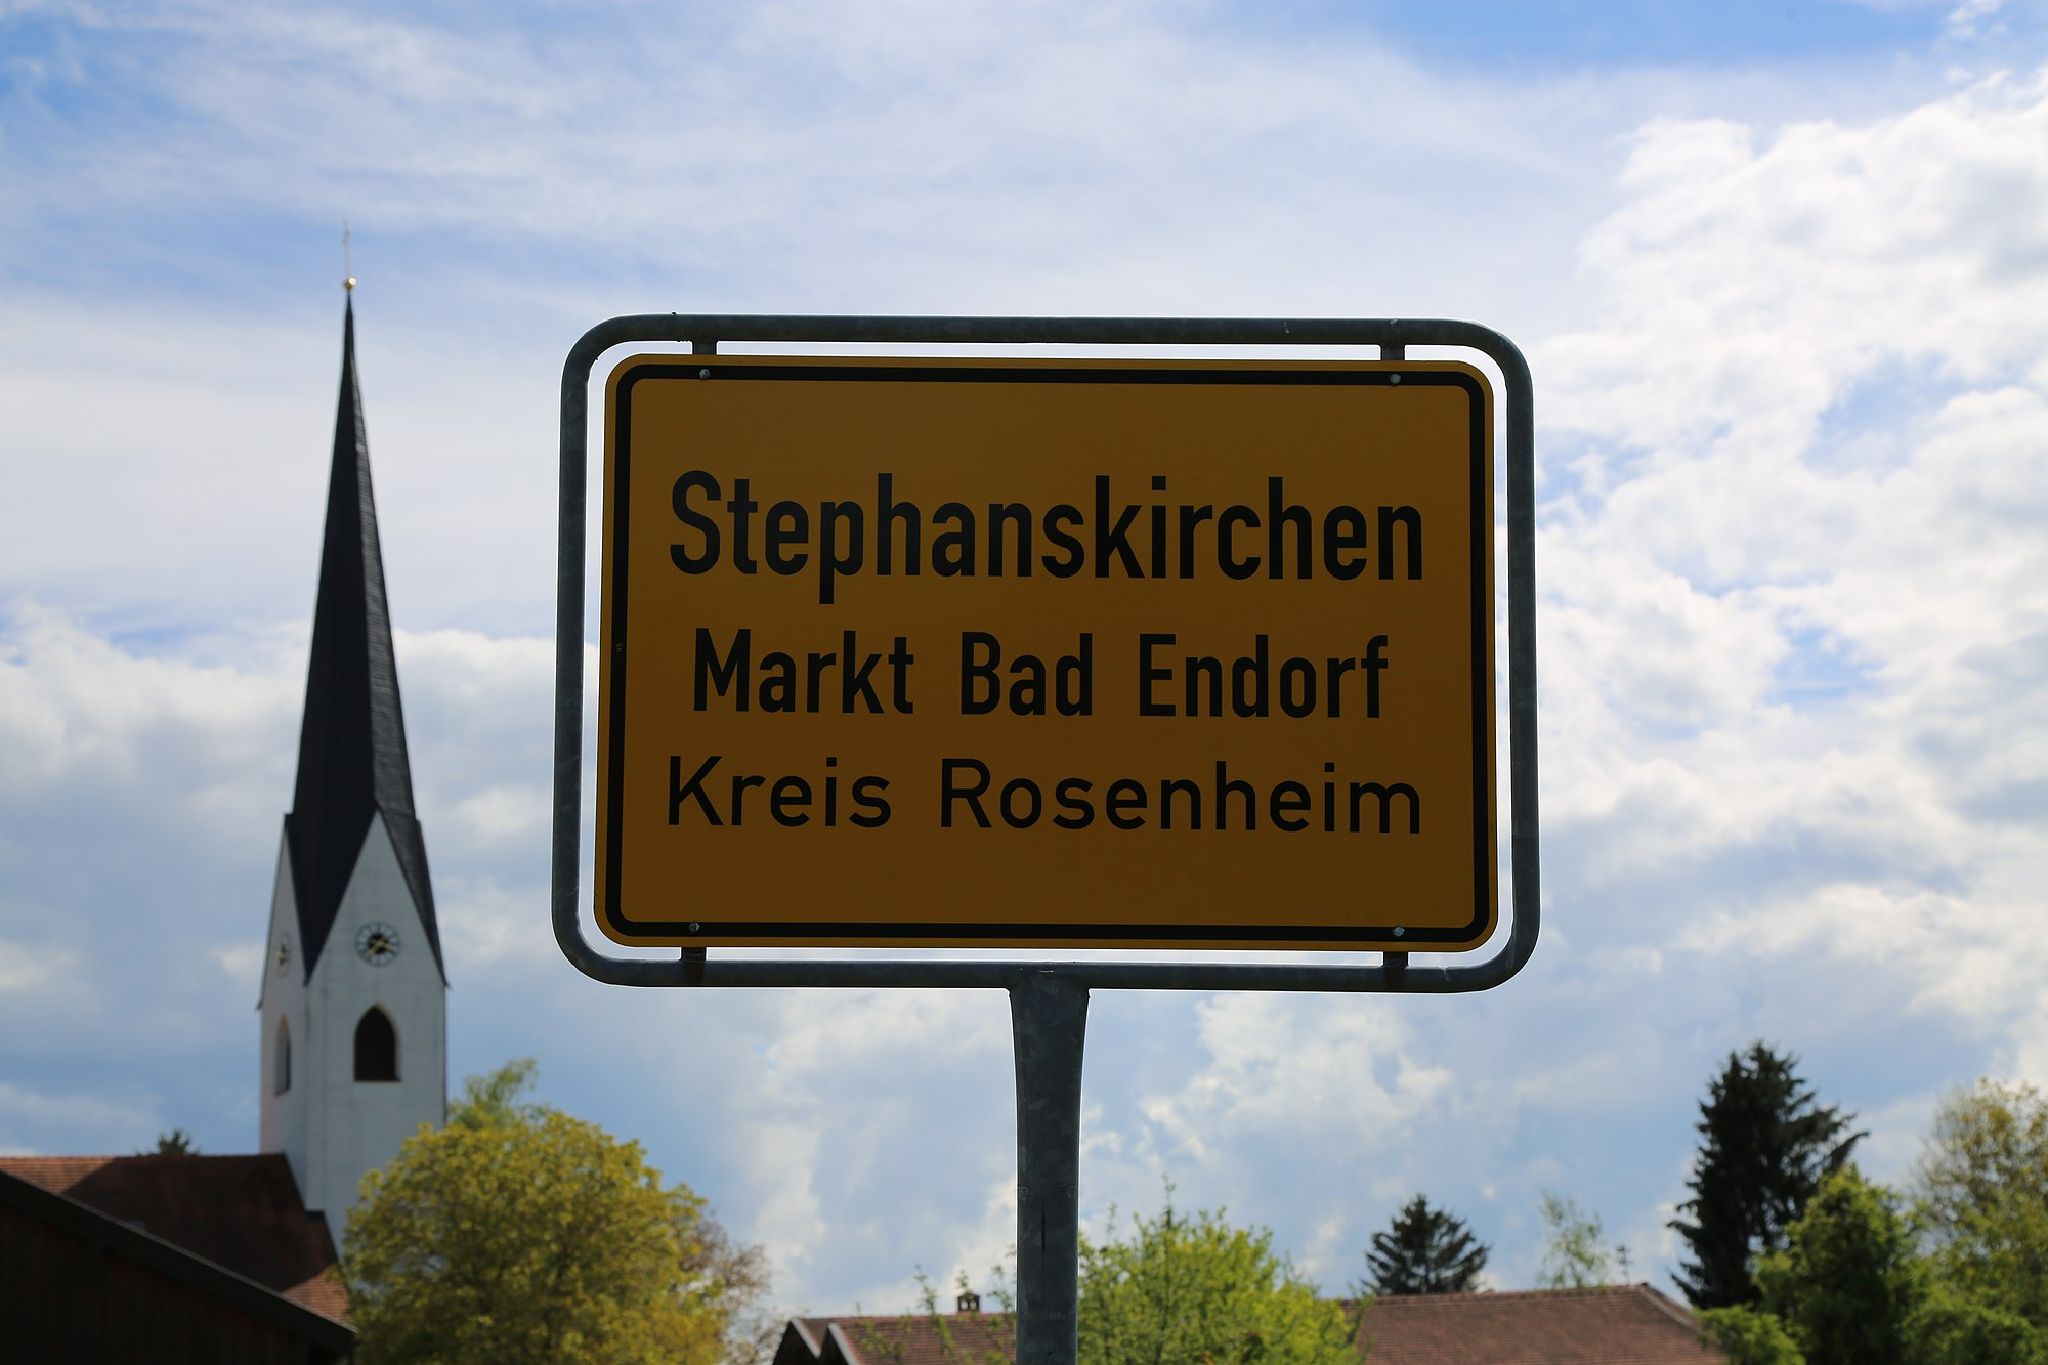 Stephanskirchen
Markt Bad Endorf
Kreis Rosenheim